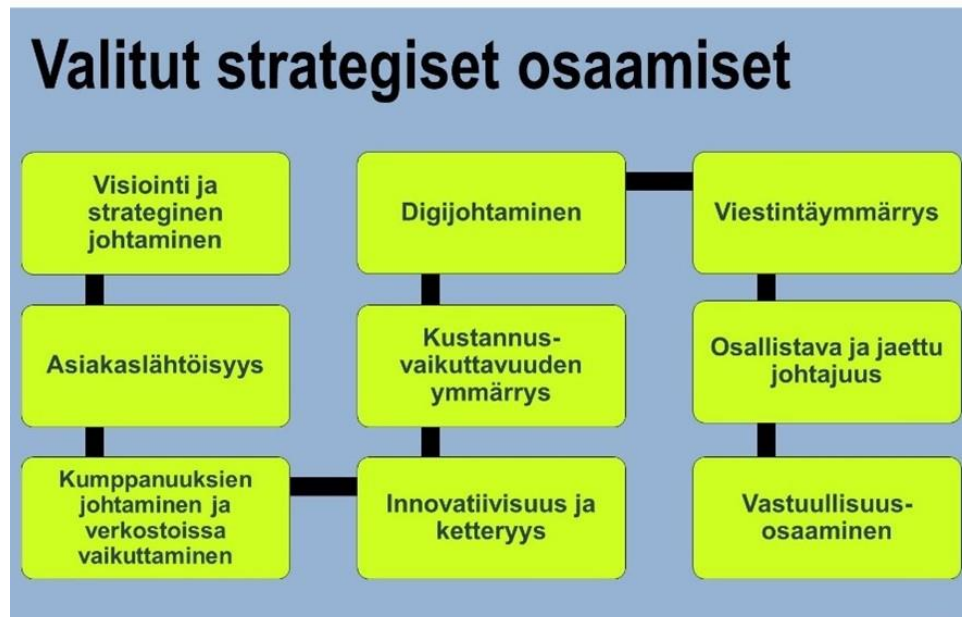 Valitut strategiset osaamiset
Visiointi ja
strateginen
johtaminen
Asiakaslähtöisyys
Kumppanuuksien
johtaminen ja
verkostoissa
vaikuttaminen
Innovatiivisuus ja
ketteryys
Kustannus-
vaikuttavuuden
ymmärrys
Digijohtaminen
Viestintäymmärrys
Osallistava ja jaettu
johtajuus
Vastuullisuus-
osaaminen